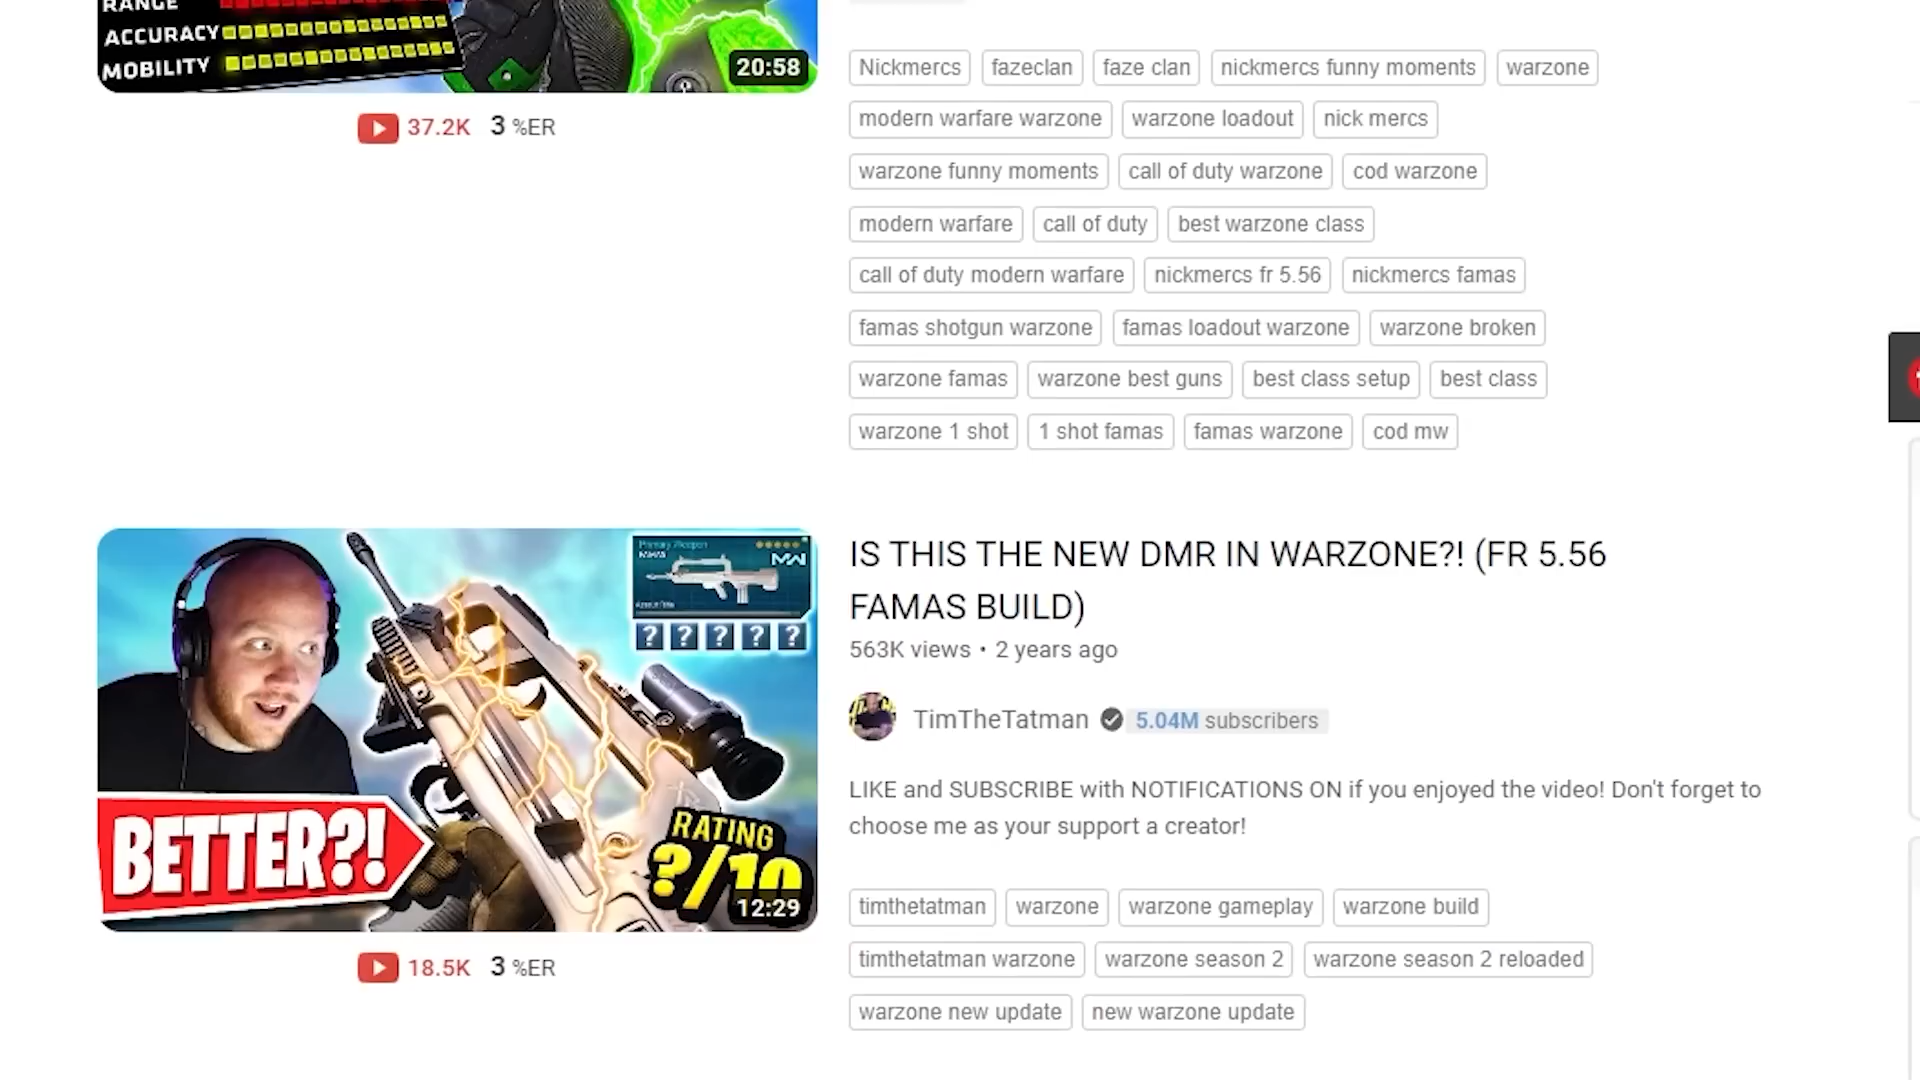 RANGE
ACCURACY
MOBILITY
20:58
37.2K 3 %ER
Nickmercs fazeclan faze clan nickmercs funny moments warzone
modern warfare warzone warzone loadout nick mercs
warzone funny moments call of duty warzone cod warzone
modern warfare call of duty best warzone class
call of duty modern warfare nickmercs fr 5.56 nickmercs famas
famas shotgun warzone famas loadout warzone warzone broken
warzone famas warzone best guns best class setup best class
warzone 1 shot 1 shot famas famas warzone cod mw
Primary Weapon
FAMAS
MW
Assault Rifle
? ? ? ? ?
BETTER?!
RATING
?/10
12:29
18.5K 3 %ER
IS THIS THE NEW DMR IN WARZONE?! (FR 5.56
FAMAS BUILD)
563K views • 2 years ago
TimTheTatman 5.04M subscribers
LIKE and SUBSCRIBE with NOTIFICATIONS ON if you enjoyed the video! Don't forget to
choose me as your support a creator!
timthetatman warzone warzone gameplay warzone build
timthetatman warzone warzone season 2 warzone season 2 reloaded
warzone new update new warzone update